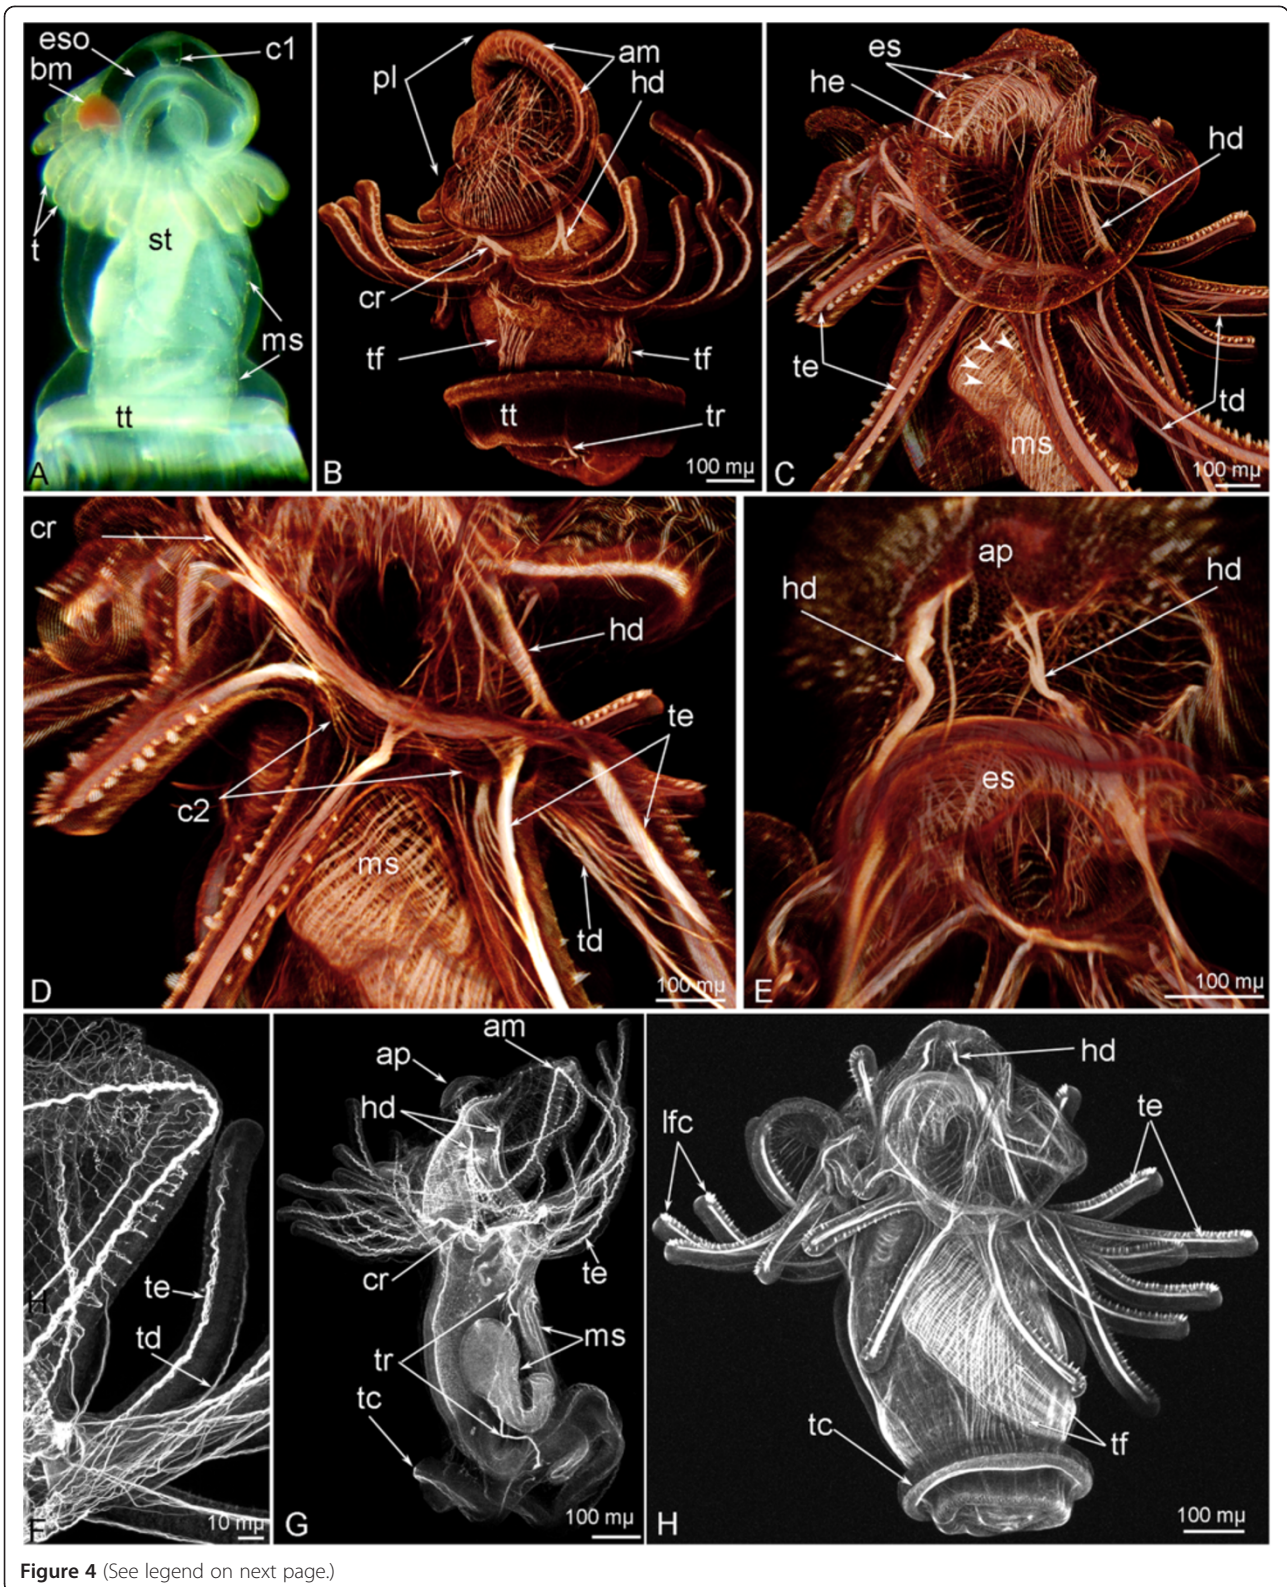 eso
c1
bm
t
st
ms
tt
A
pl
am
hd
cr
tf
tf
tt
tr
B
100 mµ
es
he
hd
te
td
ms
C
100 mµ
cr
hd
te
c2
ms
td
D
100 mµ
ap
hd
hd
es
E
100 mµ
H
te
td
F
10 mµ
am
ap
hd
cr
te
tr
ms
tc
G
100 mµ
hd
lfc
te
tc
tf
H
100 mµ
Figure 4 (See legend on next page.)